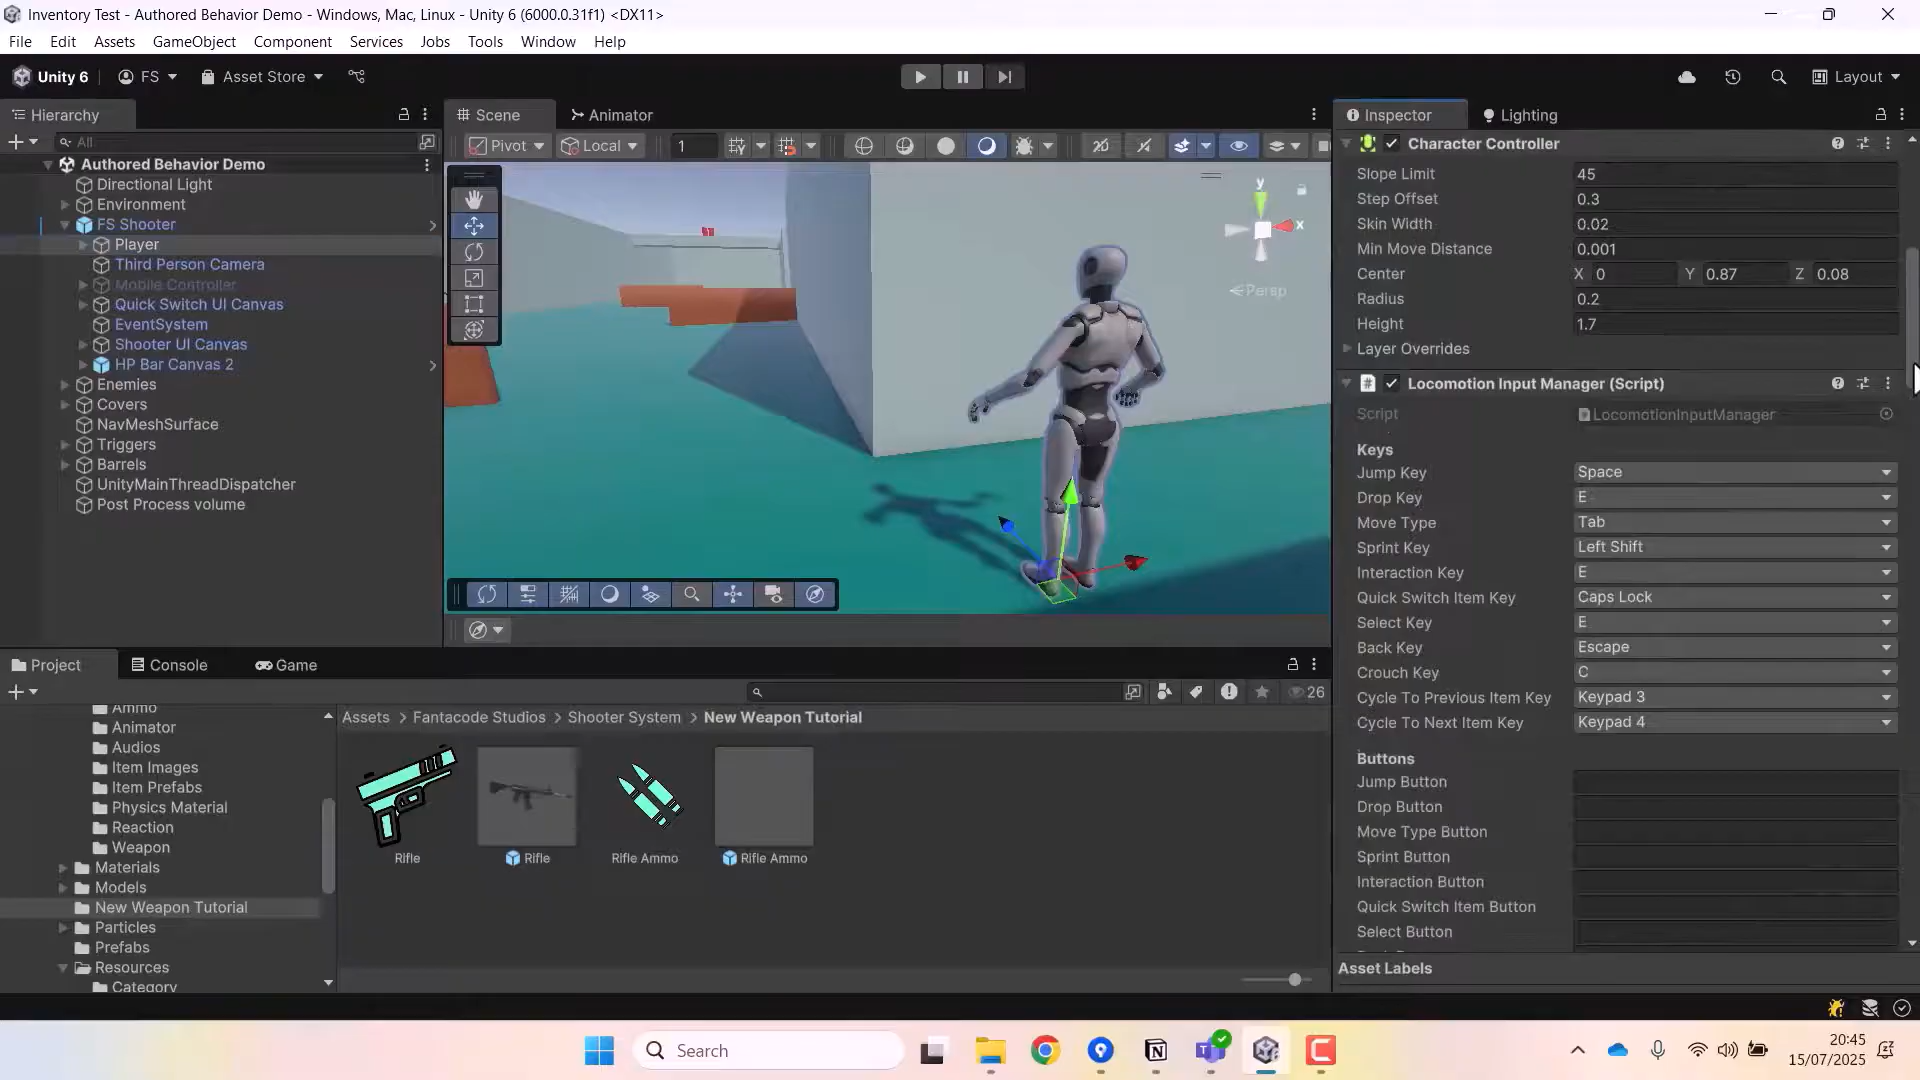 Inventory Test - Authored Behavior Demo - Windows, Mac, Linux - Unity 6 (6000.0.31f1) <DX11>
File Edit Assets GameObject Component Services Jobs Tools Window Help
Unity 6 FS Asset Store Layout
Hierarchy
All
Authored Behavior Demo
Directional Light
Environment
FS Shooter
Player
Third Person Camera
Mobile Controller
Quick Switch UI Canvas
EventSystem
Shooter UI Canvas
HP Bar Canvas 2
Enemies
Covers
NavMeshSurface
Triggers
Barrels
UnityMainThreadDispatcher
Post Process volume
Scene Animator
Pivot Local 1 2D
y
x
Persp
Inspector Lighting
Character Controller
Slope Limit 45
Step Offset 0.3
Skin Width 0.02
Min Move Distance 0.001
Center X 0 Y 0.87 Z 0.08
Radius 0.2
Height 1.7
Layer Overrides
Locomotion Input Manager (Script)
Script LocomotionInputManager
Keys
Jump Key Space
Drop Key E
Move Type Tab
Sprint Key Left Shift
Interaction Key E
Quick Switch Item Key Caps Lock
Select Key E
Back Key Escape
Crouch Key C
Cycle To Previous Item Key Keypad 3
Cycle To Next Item Key Keypad 4
Buttons
Jump Button
Drop Button
Move Type Button
Sprint Button
Interaction Button
Quick Switch Item Button
Select Button
Asset Labels
Project Console Game
26
Ammo
Animator
Audios
Item Images
Item Prefabs
Physics Material
Reaction
Weapon
Materials
Models
New Weapon Tutorial
Particles
Prefabs
Resources
Category
Assets > Fantacode Studios > Shooter System > New Weapon Tutorial
Rifle Rifle Rifle Ammo Rifle Ammo
Search
20:45
15/07/2025